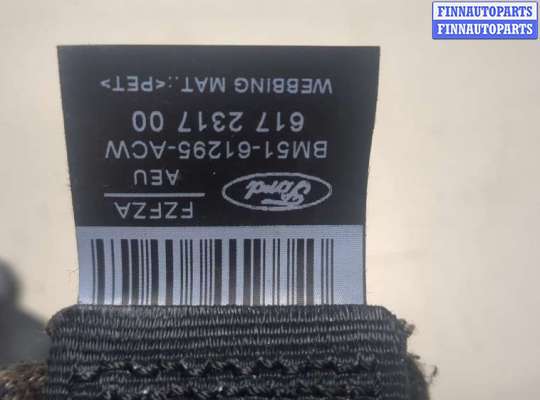 FINNAUTOPARTS
FINNAUTOPARTS
FZFZA
AEU
Ford
BM51-61295-ACW
617 2317 00
WEBBING MAT.:<PET>